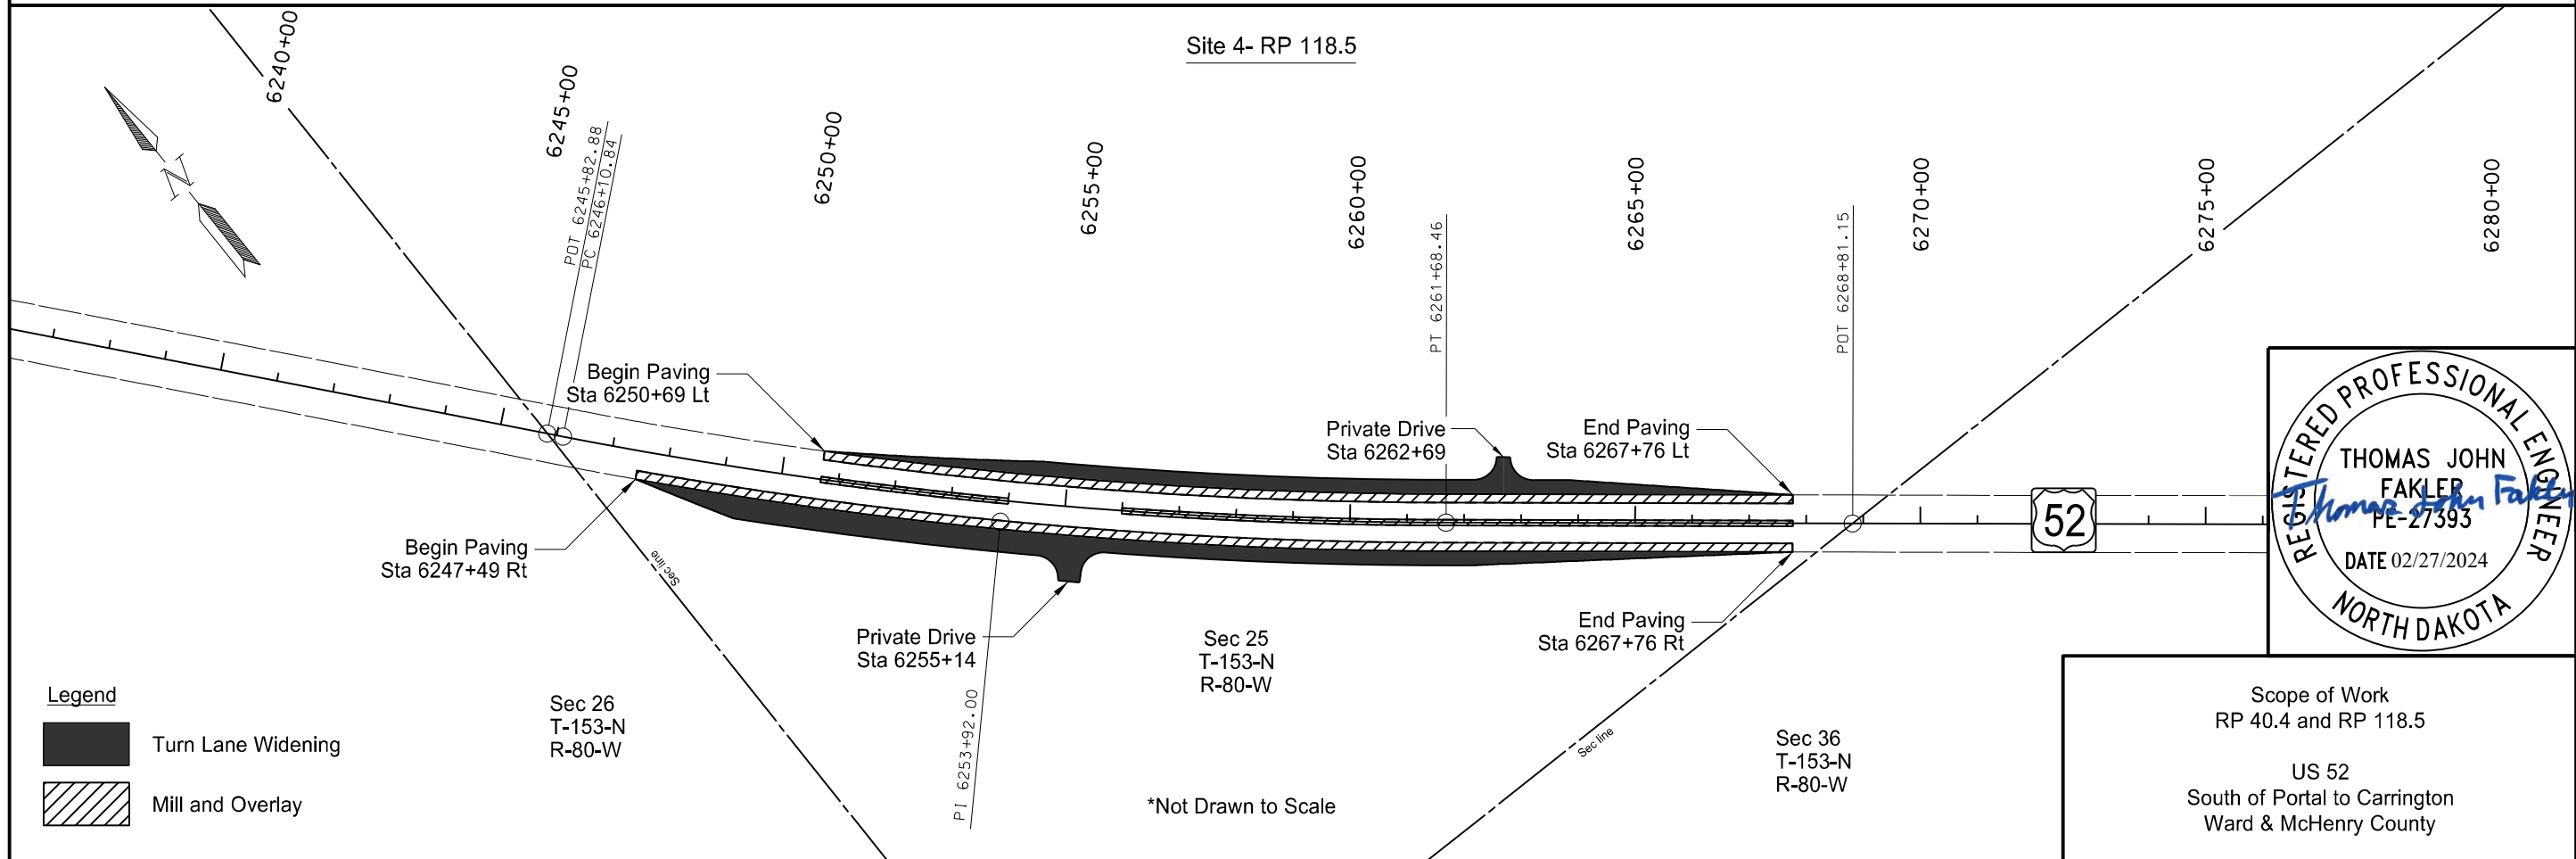 Site 4- RP 118.5
6240+00
6245+00
6250+00
6255+00
6260+00
6265+00
6270+00
6275+00
6280+00
N
POT 6245+82.88
PC 6246+10.84
PT 6261+68.46
POT 6268+81.15
Begin Paving
Sta 6250+69 Lt
Private Drive
Sta 6262+69
End Paving
Sta 6267+76 Lt
52
Begin Paving
Sta 6247+49 Rt
Sec line
Private Drive
Sta 6255+14
PI 6253+92.00
Sec 25
T-153-N
R-80-W
End Paving
Sta 6267+76 Rt
Sec line
Sec 26
T-153-N
R-80-W
Sec 36
T-153-N
R-80-W
*Not Drawn to Scale
Legend
Turn Lane Widening
Mill and Overlay
REGISTERED PROFESSIONAL ENGINEER
THOMAS JOHN
FAKLER
Thomas John Fakler
PE-27393
DATE 02/27/2024
NORTH DAKOTA
Scope of Work
RP 40.4 and RP 118.5
US 52
South of Portal to Carrington
Ward & McHenry County